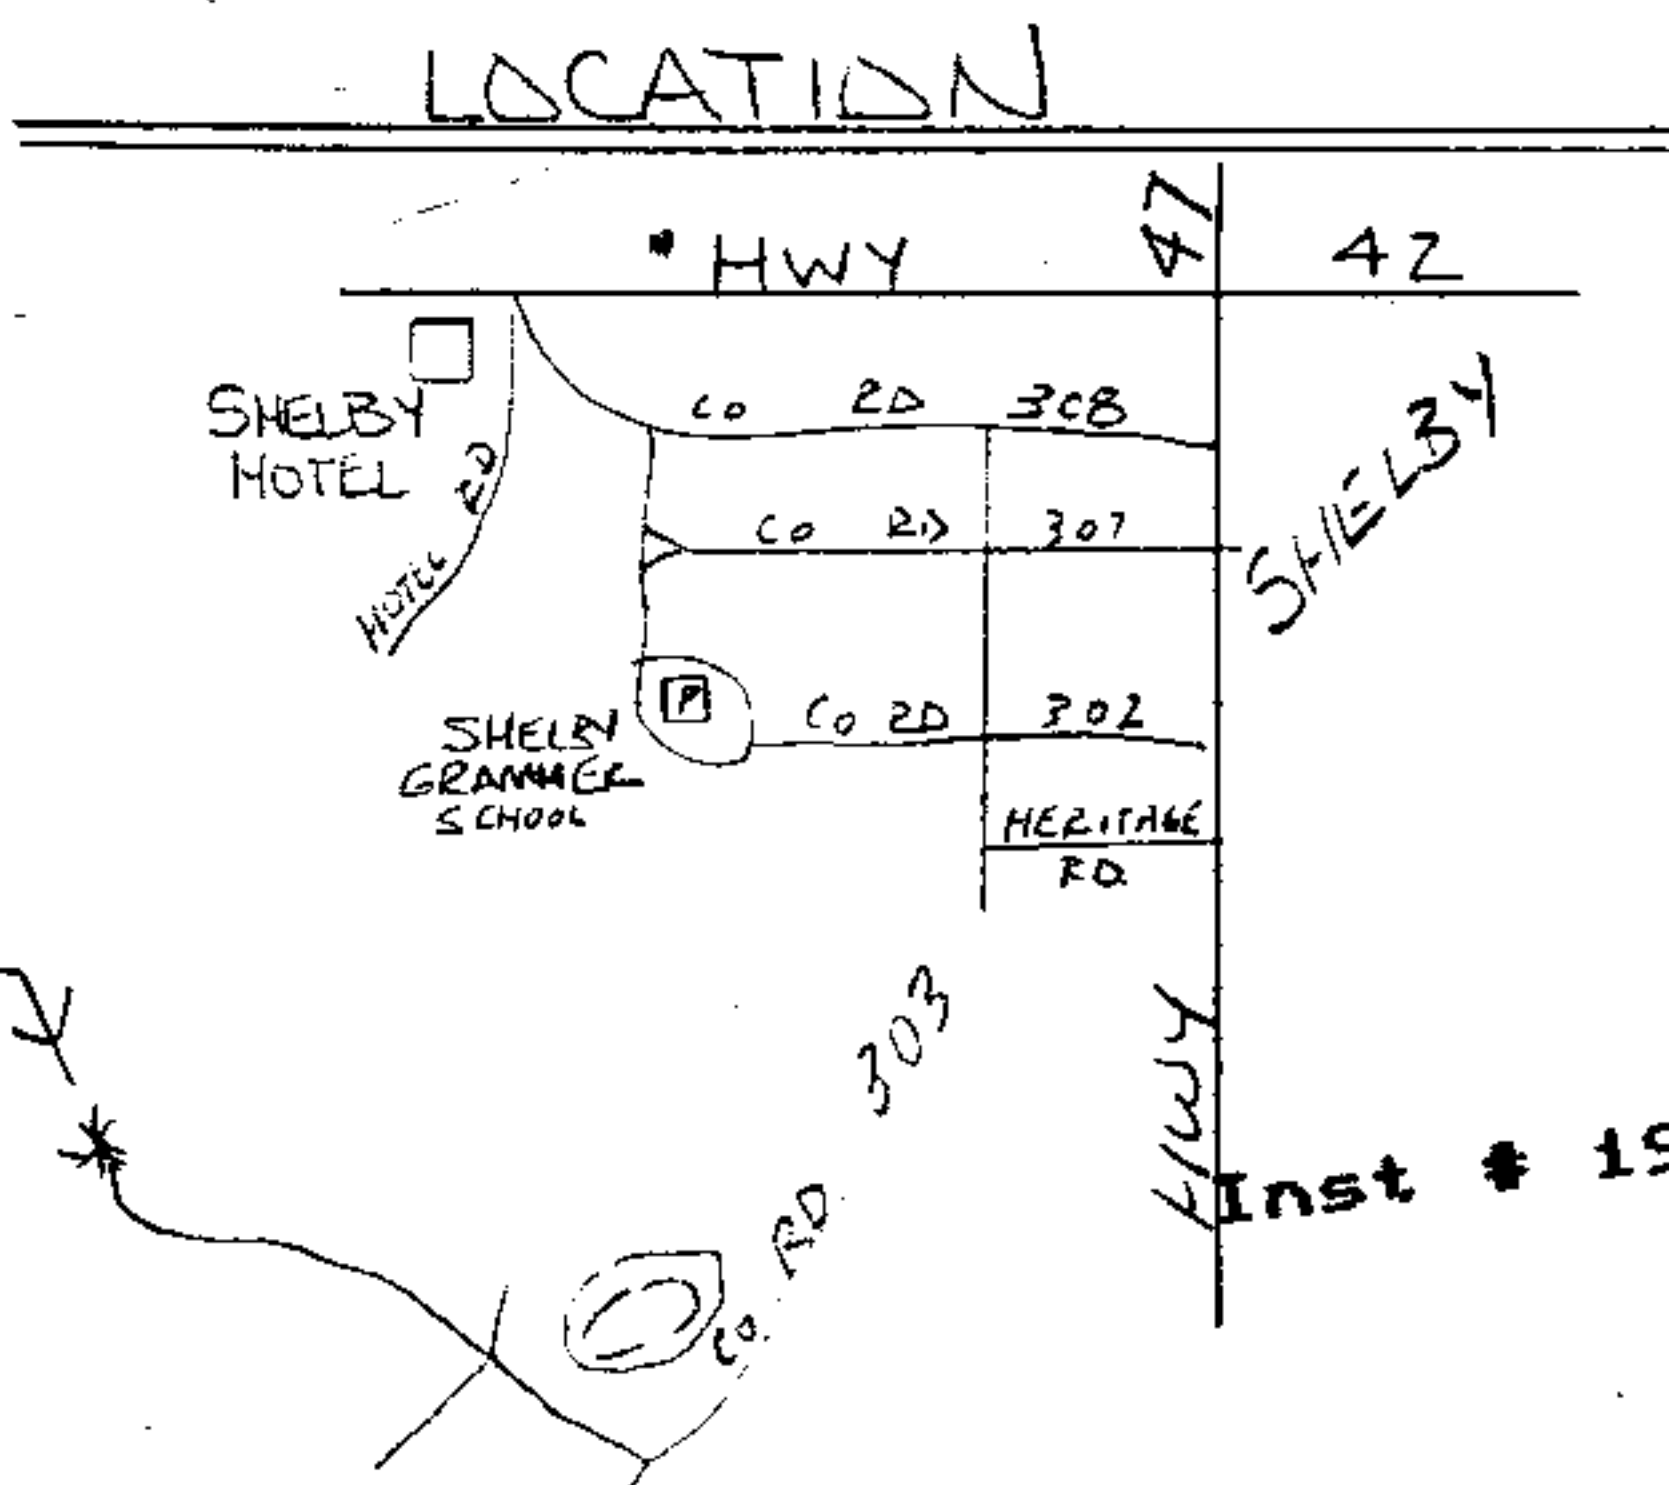 LOCATION
HWY 47 42
SHELBY
HOTEL
HOTEL RD
CO RD 308
CO RD 307
SHELBY
CO RD 302
SHELBY
GRAMMER
SCHOOL
HERITAGE
RD
CO. RD 303
HWY
P
Inst # 19